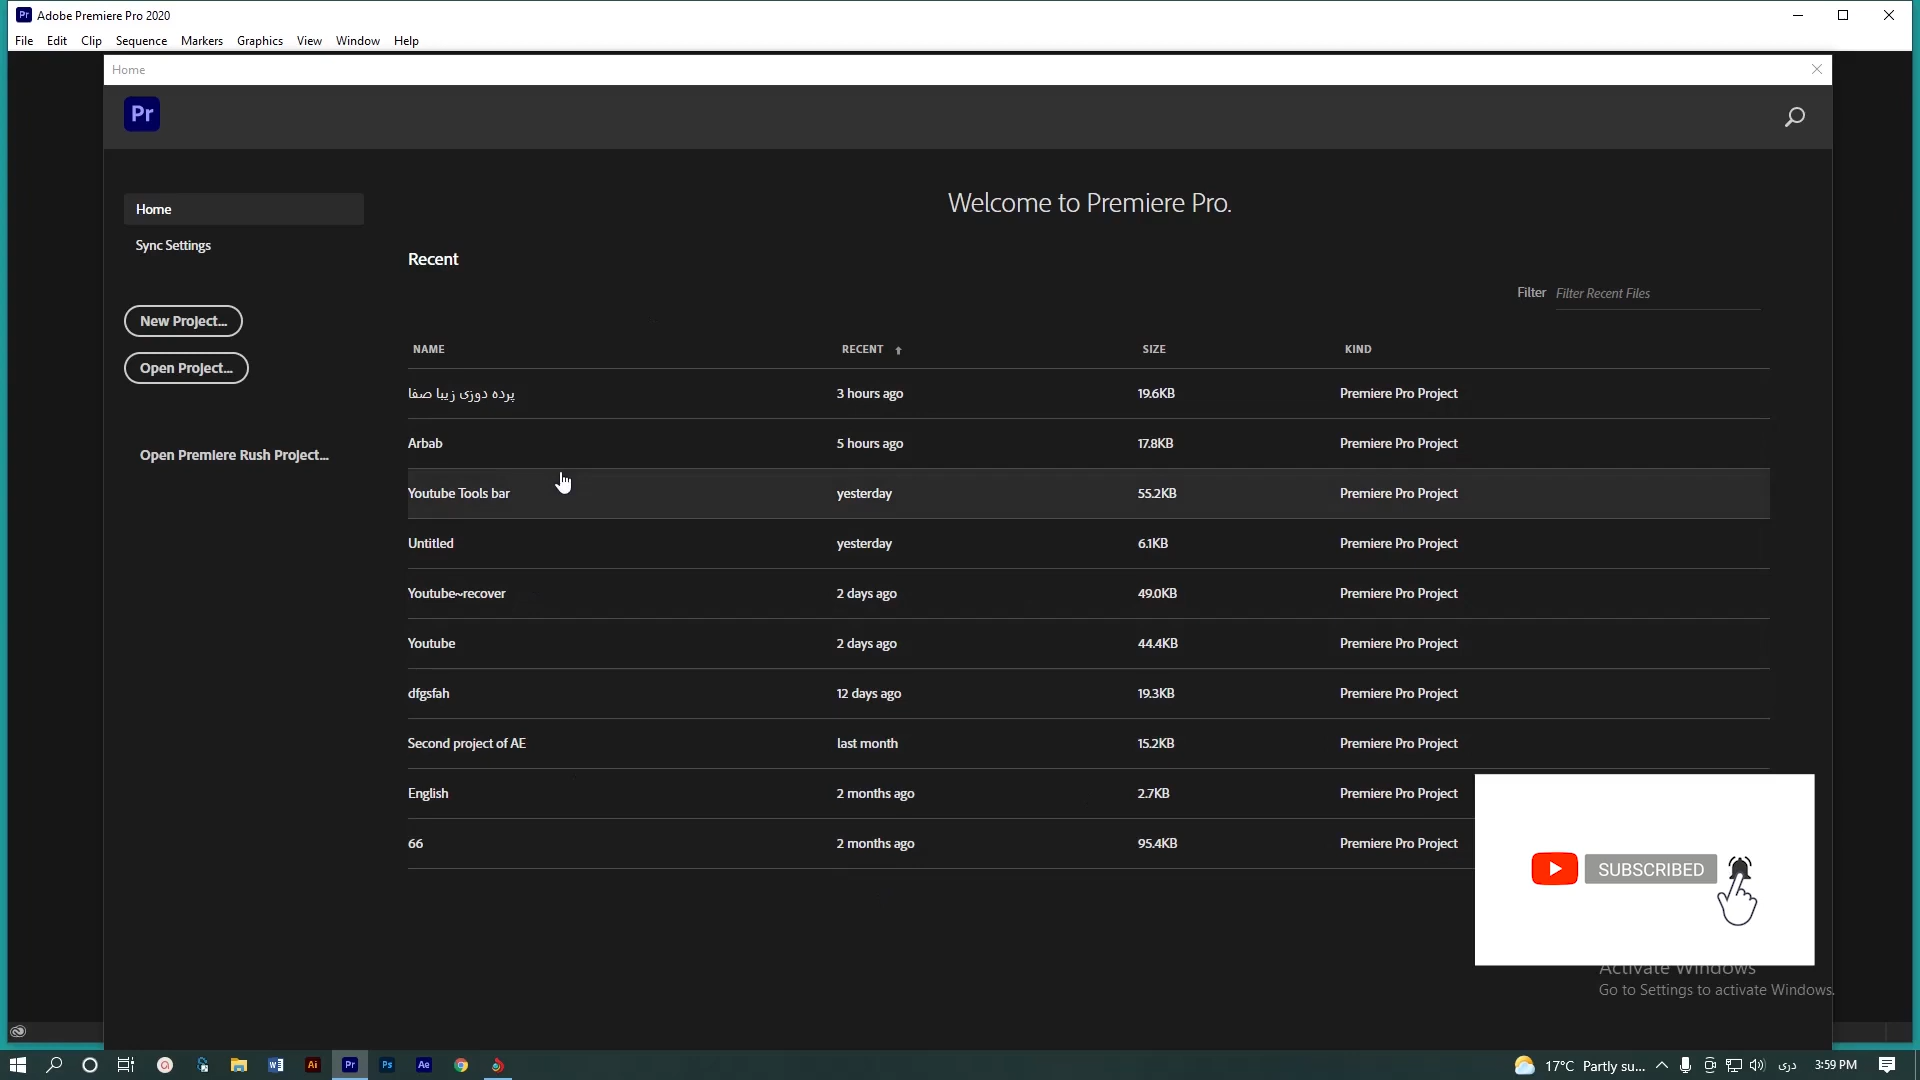 Pr Adobe Premiere Pro 2020
File Edit Clip Sequence Markers Graphics View Window Help
Home
Pr
Home
Sync Settings
New Project...
Open Project...
Open Premiere Rush Project...
Welcome to Premiere Pro.
Recent
Filter Filter Recent Files
NAME RECENT SIZE KIND
پرده دوزی زیبا صفا 3 hours ago 19.6KB Premiere Pro Project
Arbab 5 hours ago 17.8KB Premiere Pro Project
Youtube Tools bar yesterday 55.2KB Premiere Pro Project
Untitled yesterday 6.1KB Premiere Pro Project
Youtube~recover 2 days ago 49.0KB Premiere Pro Project
Youtube 2 days ago 44.4KB Premiere Pro Project
dfgsfah 12 days ago 19.3KB Premiere Pro Project
Second project of AE last month 15.2KB Premiere Pro Project
English 2 months ago 2.7KB Premiere Pro Project
66 2 months ago 95.4KB Premiere Pro Project
SUBSCRIBED
Activate Windows
Go to Settings to activate Windows.
W Ai Pr Ps Ae 17°C Partly su... دری 3:59 PM